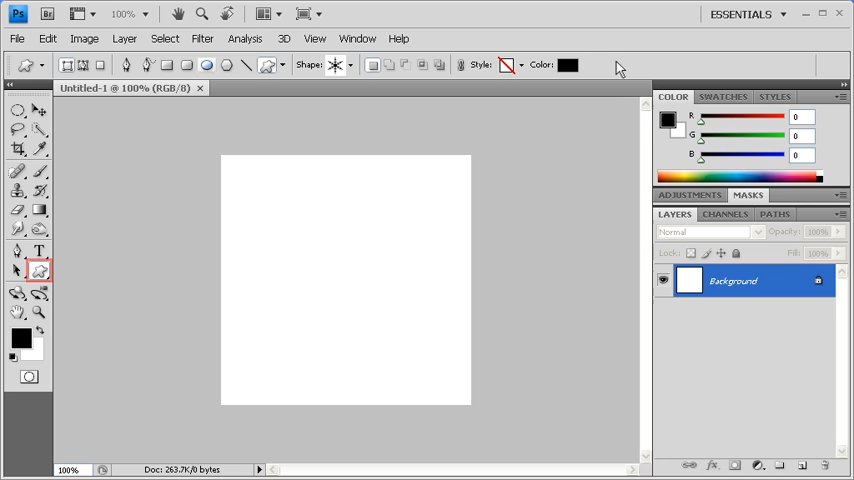 Ps Br 100% ESSENTIALS
File Edit Image Layer Select Filter Analysis 3D View Window Help
Shape: Style: Color:
Untitled-1 @ 100% (RGB/8) ×
COLOR SWATCHES STYLES
R 0
G 0
B 0
ADJUSTMENTS MASKS
LAYERS CHANNELS PATHS
Normal Opacity: 100%
Lock: Fill: 100%
Background
T
100% Doc: 263.7K/0 bytes
fx